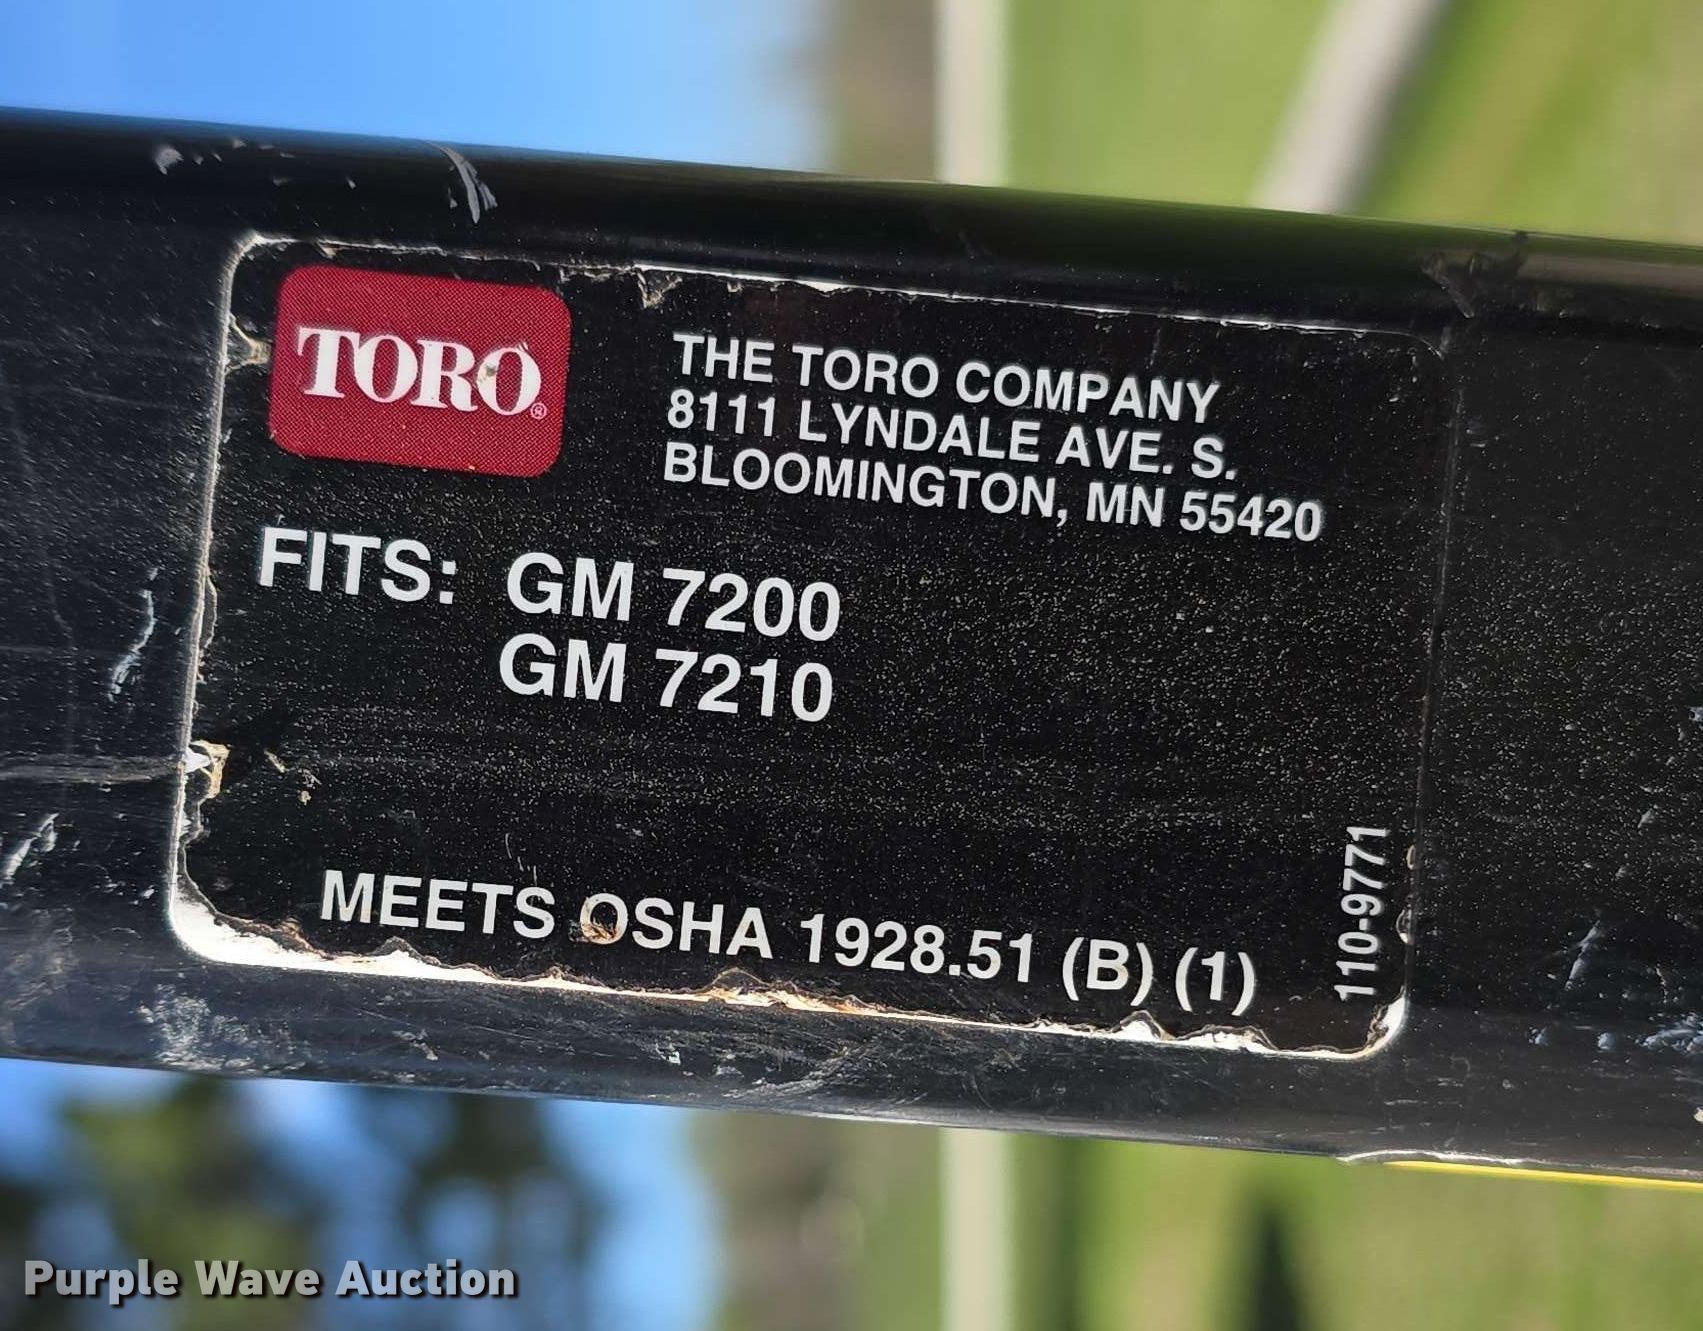 TORO®
THE TORO COMPANY
8111 LYNDALE AVE. S.
BLOOMINGTON, MN 55420
FITS: GM 7200
GM 7210
MEETS OSHA 1928.51 (B) (1)
110-9771
Purple Wave Auction